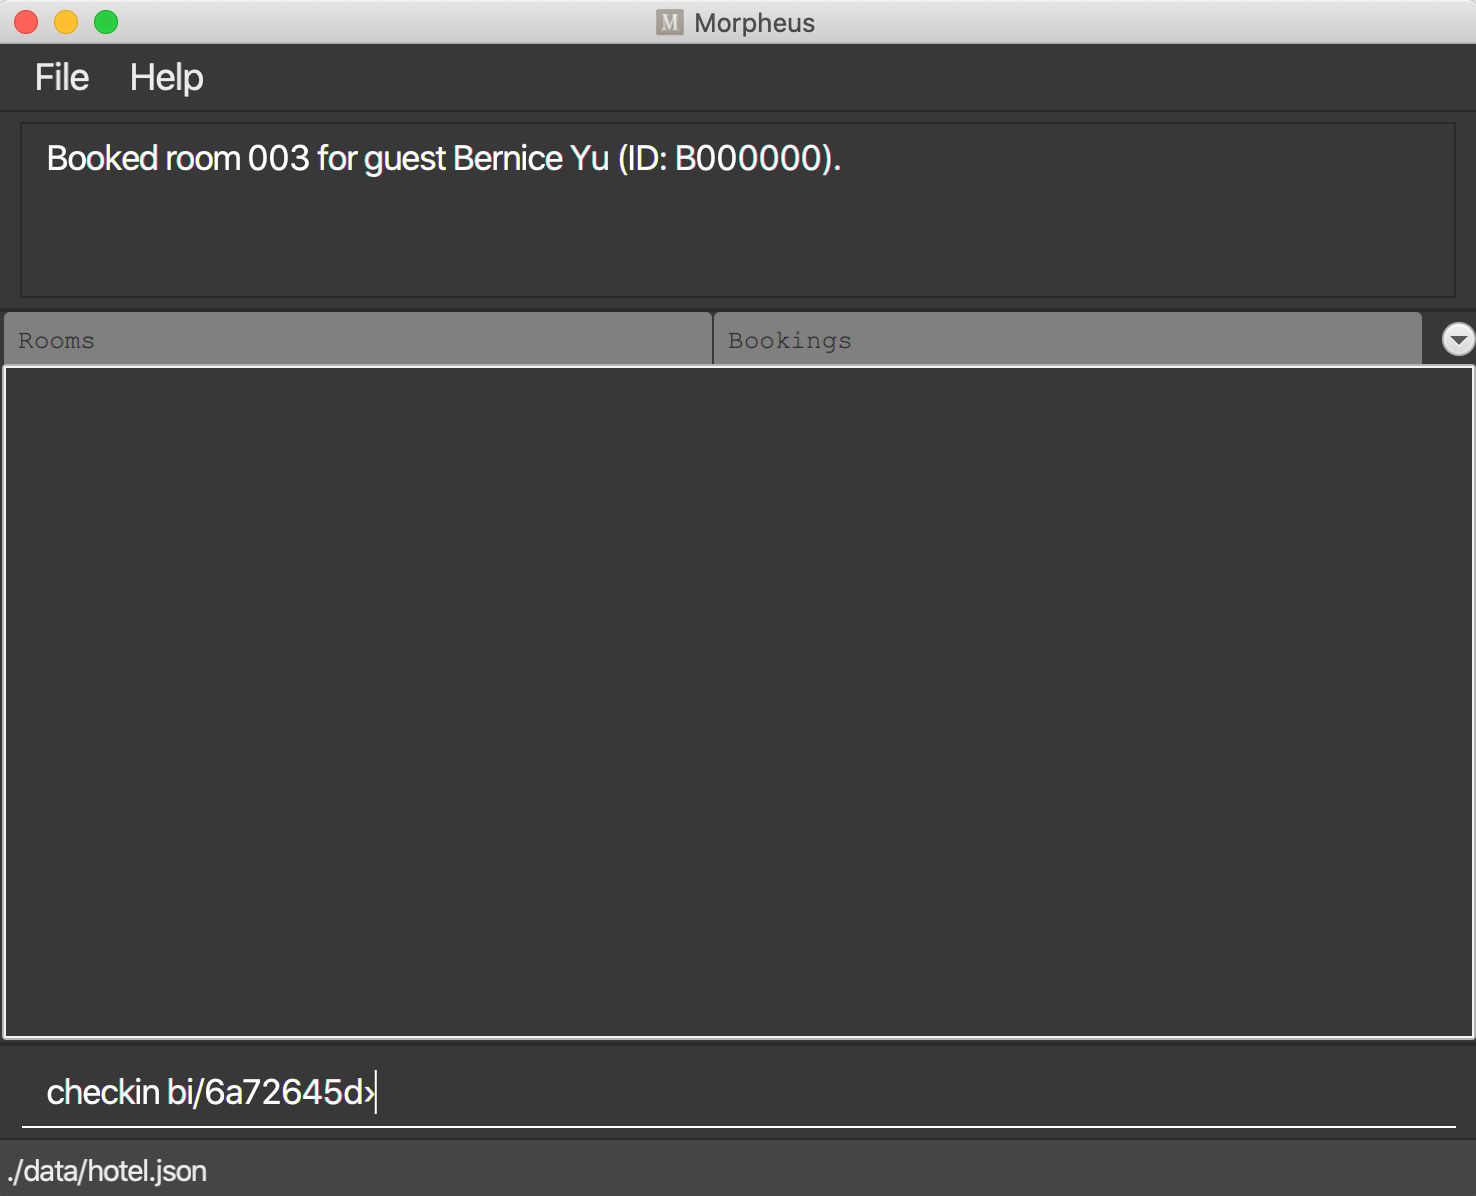 M Morpheus
File Help
Booked room 003 for guest Bernice Yu (ID: B000000).
Rooms Bookings
checkin bi/6a72645d›
./data/hotel.json